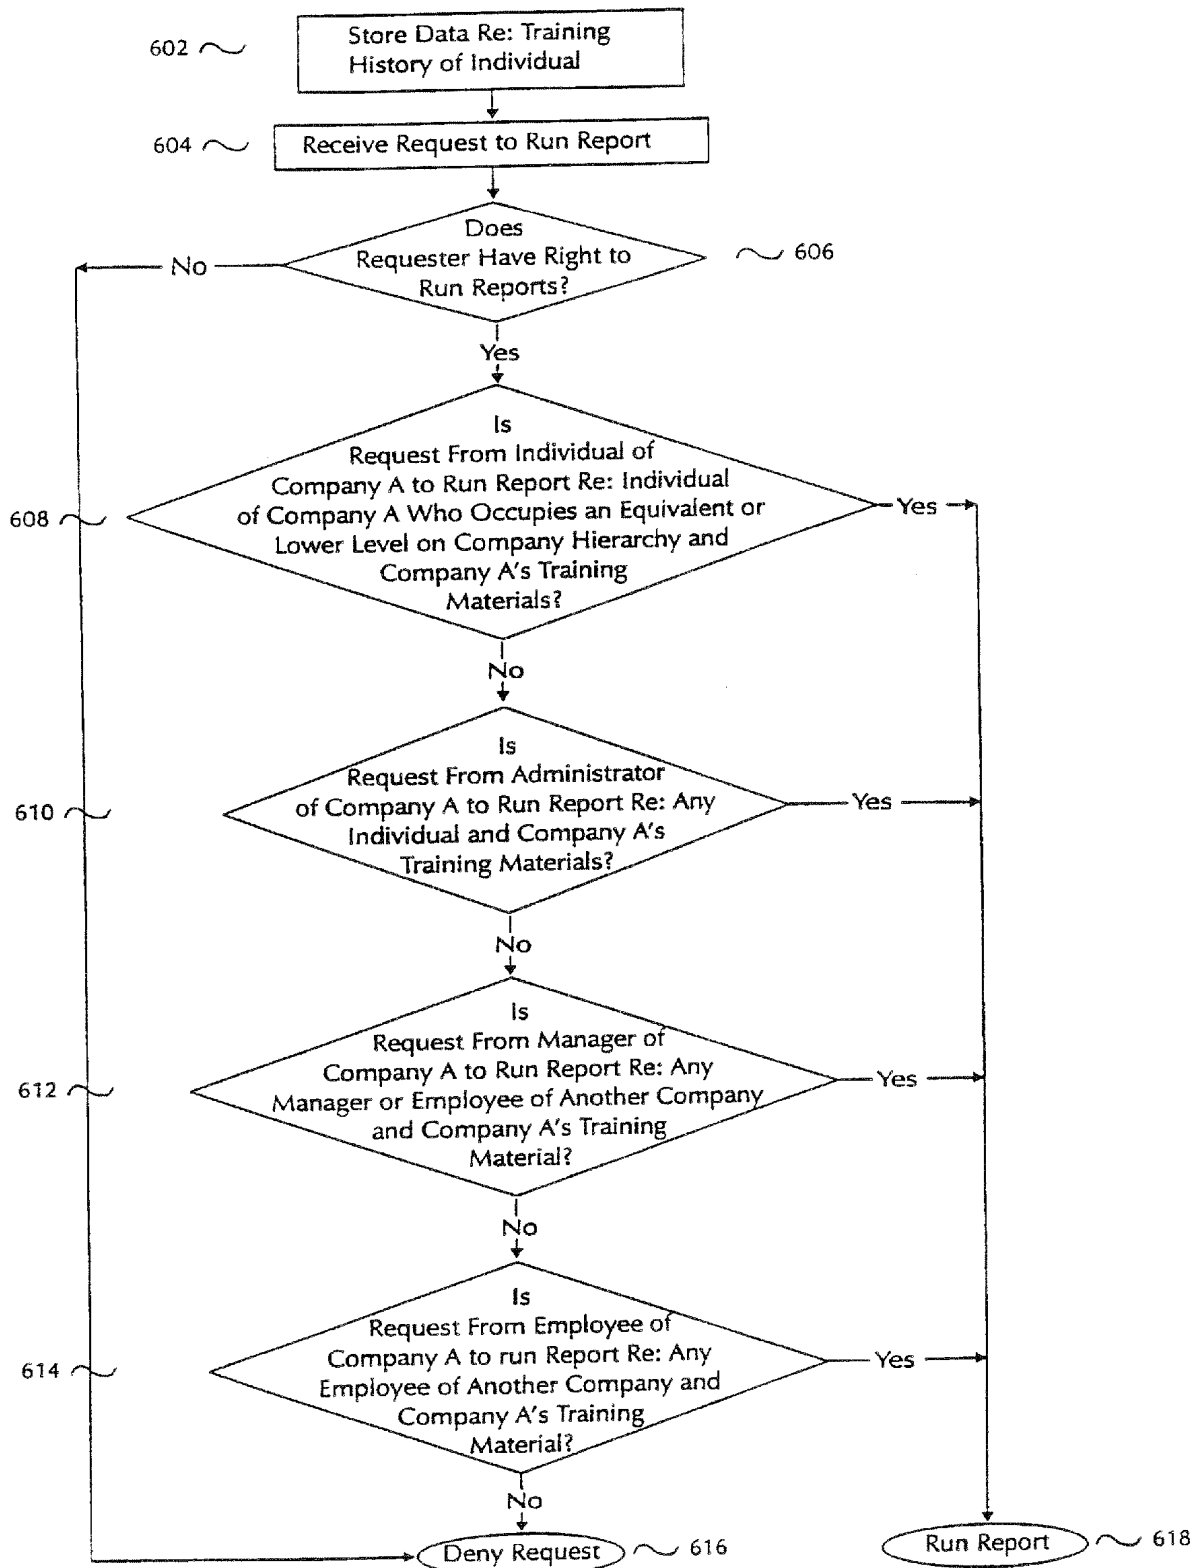 Store Data Re: Training
History of Individual
602
Receive Request to Run Report
604
Does
Requester Have Right to
Run Reports?
606
No
Yes
Is
Request From Individual of
Company A to Run Report Re: Individual
of Company A Who Occupies an Equivalent or
Lower Level on Company Hierarchy and
Company A's Training
Materials?
608
Yes
No
Is
Request From Administrator
of Company A to Run Report Re: Any
Individual and Company A's
Training Materials?
610
Yes
No
Is
Request From Manager of
Company A to Run Report Re: Any
Manager or Employee of Another Company
and Company A's Training
Material?
612
Yes
No
Is
Request From Employee of
Company A to run Report Re: Any
Employee of Another Company and
Company A's Training
Material?
614
Yes
No
Deny Request
616
Run Report
618